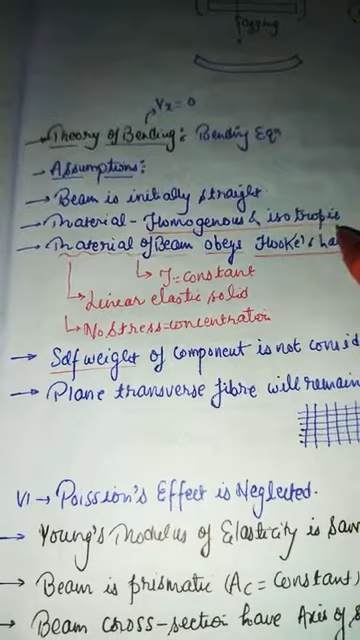 fagging
Vx = 0
→ Theory of Bending: Bending Eqn
→ Assumptions:
→ Beam is initially straight
→ Material - Homogenous & isotropic
→ Material of Beam obeys Hooke's La
T = constant
Linear elastic solid
No stress concentration
→ Self weight of component is not consid
→ Plane transverse fibre will remain
VI → Poission's Effect is Neglected.
→ Young's Modulus of Elasticity is sam
→ Beam is prismatic (Ac = Constant)
→ Beam cross-section have Axis of s